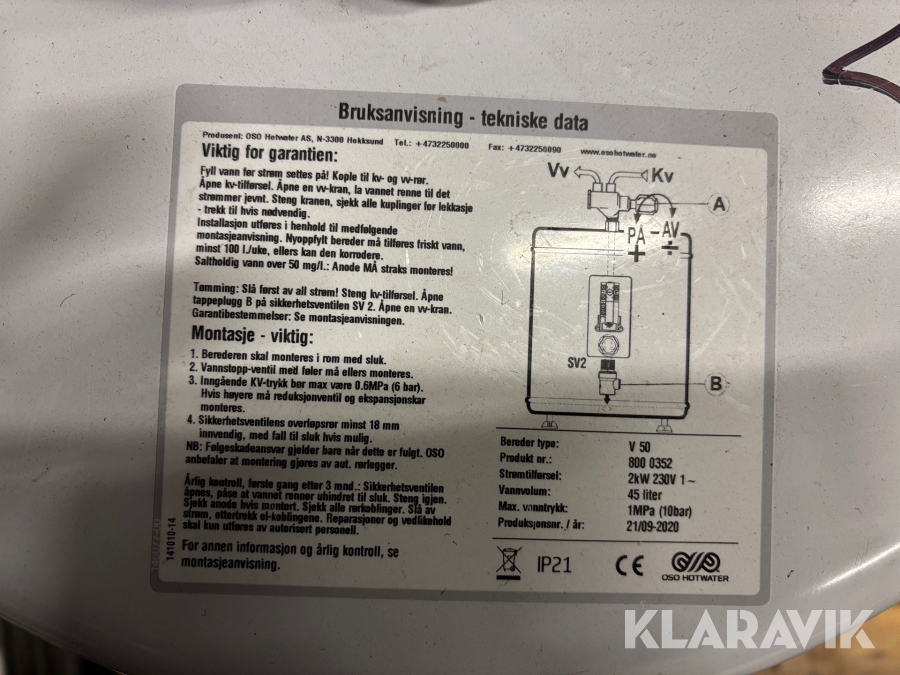 Bruksanvisning - tekniske data
Produsent: OSO Hotwater AS, N-3300 Hokksund Tel.: +4732250000 Fax: +4732250090 www.osohotwater.no
Viktig for garantien:
Fyll vann før strøm settes på! Kople til kv- og vv-rør.
Åpne kv-tilførsel. Åpne en vv-kran, la vannet renne til det
strømmer jevnt. Steng kranen, sjekk alle kuplinger for lekkasje
- trekk til hvis nødvendig.
Installasjon utføres i henhold til medfølgende
montasjeanvisning. Nyoppfylt bereder må tilføres friskt vann,
minst 100 l./uke, ellers kan den korrodere.
Saltholdig vann over 50 mg/l.: Anode MÅ straks monteres!
Tømming: Slå først av all strøm! Steng kv-tilførsel. Åpne
tappeplugg B på sikkerhetsventilen SV 2. Åpne en vv-kran.
Garantibestemmelser: Se montasjeanvisningen.
Montasje - viktig:
1. Berederen skal monteres i rom med sluk.
2. Vannstopp-ventil med føler må ellers monteres.
3. Inngående KV-trykk bør max være 0.6MPa (6 bar).
Hvis høyere må reduksjonventil og ekspansjonskar
monteres.
4. Sikkerhetsventilens overløpsrør minst 18 mm
innvendig, med fall til sluk hvis mulig.
NB: Følgeskadeansvar gjelder bare når dette er fulgt. OSO
anbefaler at montering gjøres av aut. rørlegger.
Årlig kontroll, første gang etter 3 mnd.: Sikkerhetsventilen
åpnes, påse at vannet renner uhindret til sluk. Steng igjen.
Sjekk anode hvis montert. Sjekk alle rørkoblinger. Slå av
strøm, ettertrekk el-koblingene. Reparasjoner og vedlikehold
skal kun utføres av autorisert personell.
For annen informasjon og årlig kontroll, se
montasjeanvisning.
141010-14
Vv Kv
A
PA -AV
+ ÷
SV2
B
Bereder type: V 50
Produkt nr.: 800 0352
Strømtilførsel: 2kW 230V 1~
Vannvolum: 45 liter
Max. vanntrykk: 1MPa (10bar)
Produksjonsnr. / år: 21/09-2020
IP21 CE
OSO HOTWATER
KLARAVIK